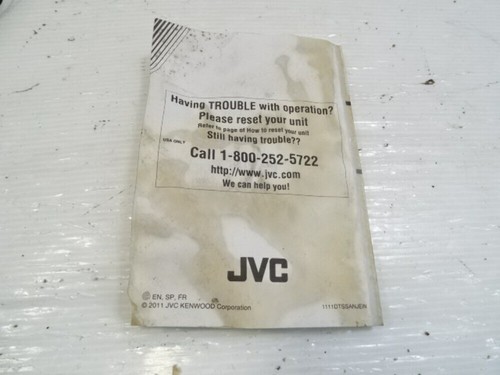 Having TROUBLE with operation?
Please reset your unit
Refer to page of How to reset your unit
Still having trouble??
USA ONLY
Call 1-800-252-5722
http://www.jvc.com
We can help you!
JVC
EN, SP, FR
© 2011 JVC KENWOOD Corporation
1111DTSSANJEIN